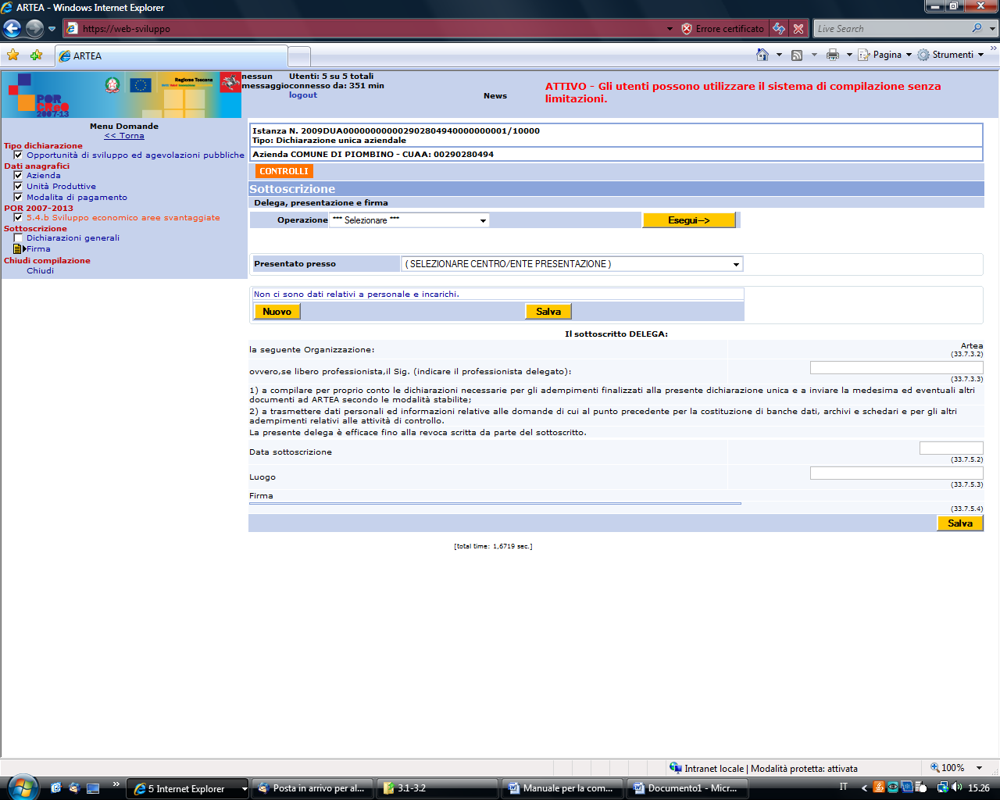 ARTEA - Windows Internet Explorer
https://web-sviluppo
Errore certificato
Live Search
ARTEA
Pagina
Strumenti
POR
CReO
2007-13
Regione Toscana
nessun messaggio
Utenti: 5 su 5 totali
connesso da: 351 min
logout
News
ATTIVO - Gli utenti possono utilizzare il sistema di compilazione senza
limitazioni.
Menu Domande
<< Torna
Tipo dichiarazione
Opportunità di sviluppo ed agevolazioni pubbliche
Dati anagrafici
Azienda
Unità Produttive
Modalita di pagamento
POR 2007-2013
5.4.b Sviluppo economico aree svantaggiate
Sottoscrizione
Dichiarazioni generali
Firma
Chiudi compilazione
Chiudi
Istanza N. 2009DUA00000000000290280494000000001/10000
Tipo: Dichiarazione unica aziendale
Azienda COMUNE DI PIOMBINO - CUAA: 00290280494
CONTROLLI
Sottoscrizione
Delega, presentazione e firma
Operazione *** Selezionare ***
Esegui-->
Presentato presso ( SELEZIONARE CENTRO/ENTE PRESENTAZIONE )
Non ci sono dati relativi a personale e incarichi.
Nuovo Salva
Il sottoscritto DELEGA:
la seguente Organizzazione: Artea
(33.7.3.2)
ovvero,se libero professionista,il Sig. (indicare il professionista delegato):
(33.7.3.3)
1) a compilare per proprio conto le dichiarazioni necessarie per gli adempimenti finalizzati alla presente dichiarazione unica e a inviare la medesima ed eventuali altri
documenti ad ARTEA secondo le modalità stabilite;
2) a trasmettere dati personali ed informazioni relative alle domande di cui al punto precedente per la costituzione di banche dati, archivi e schedari e per gli altri
adempimenti relativi alle attività di controllo.
La presente delega è efficace fino alla revoca scritta da parte del sottoscritto.
Data sottoscrizione
(33.7.5.2)
Luogo
(33.7.5.3)
Firma
(33.7.5.4)
Salva
[total time: 1,6719 sec.]
Intranet locale | Modalità protetta: attivata
100%
5 Internet Explorer
Posta in arrivo per al...
3.1-3.2
Manuale per la com...
Documento1 - Micr...
IT
15.26